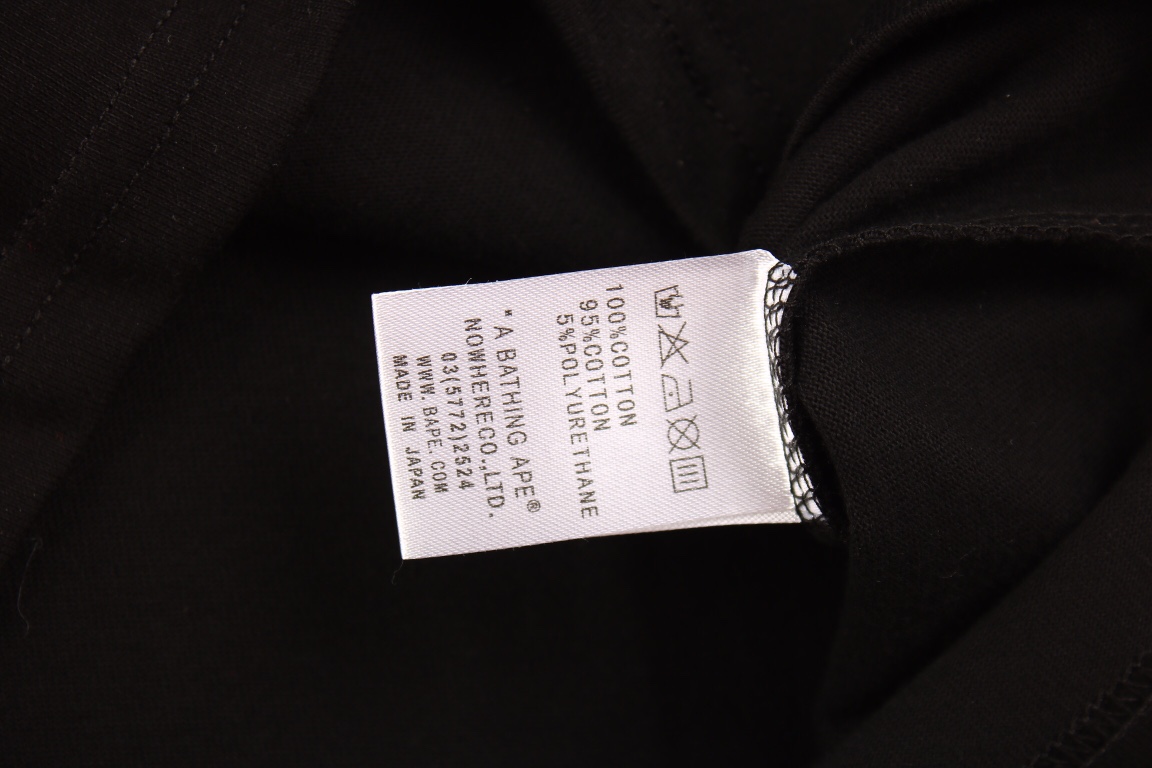 100%COTTON
95%COTTON
5%POLYURETHANE
"A BATHING APE®
NOWHERECO.,LTD.
03(5772)2524
WWW.BAPE.COM
MADE IN JAPAN